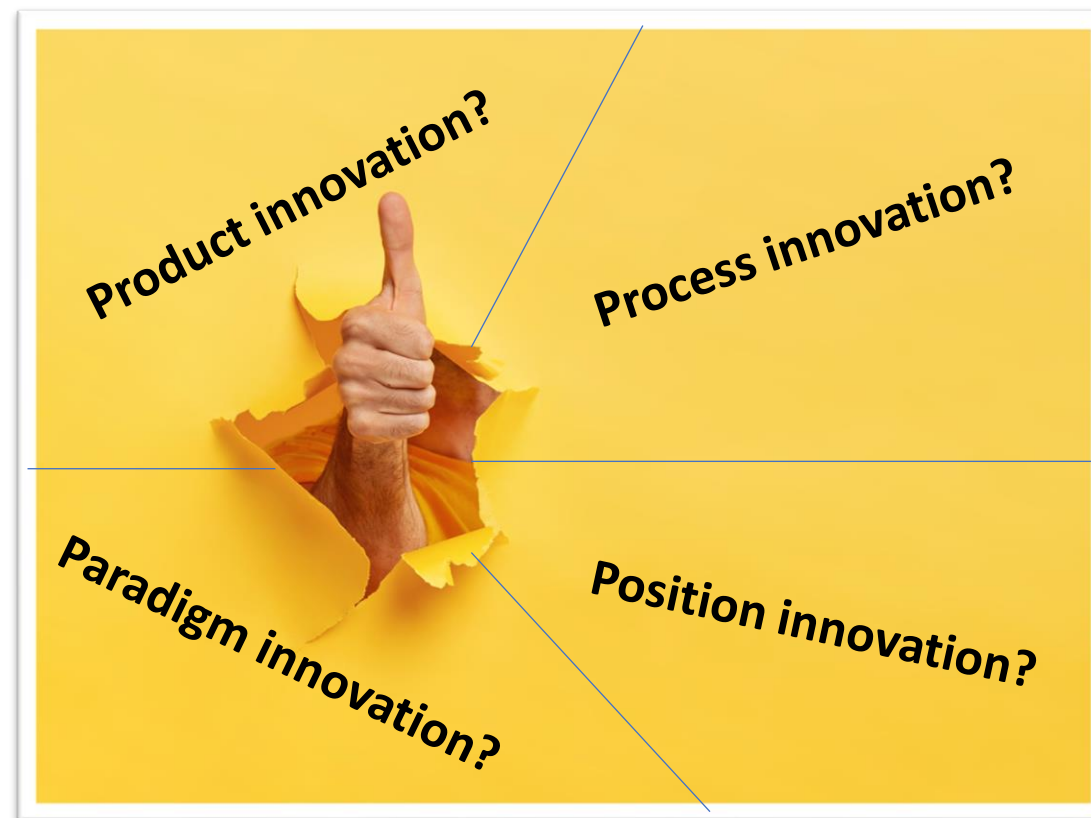 Product innovation?
Process innovation?
Paradigm innovation?
Position innovation?